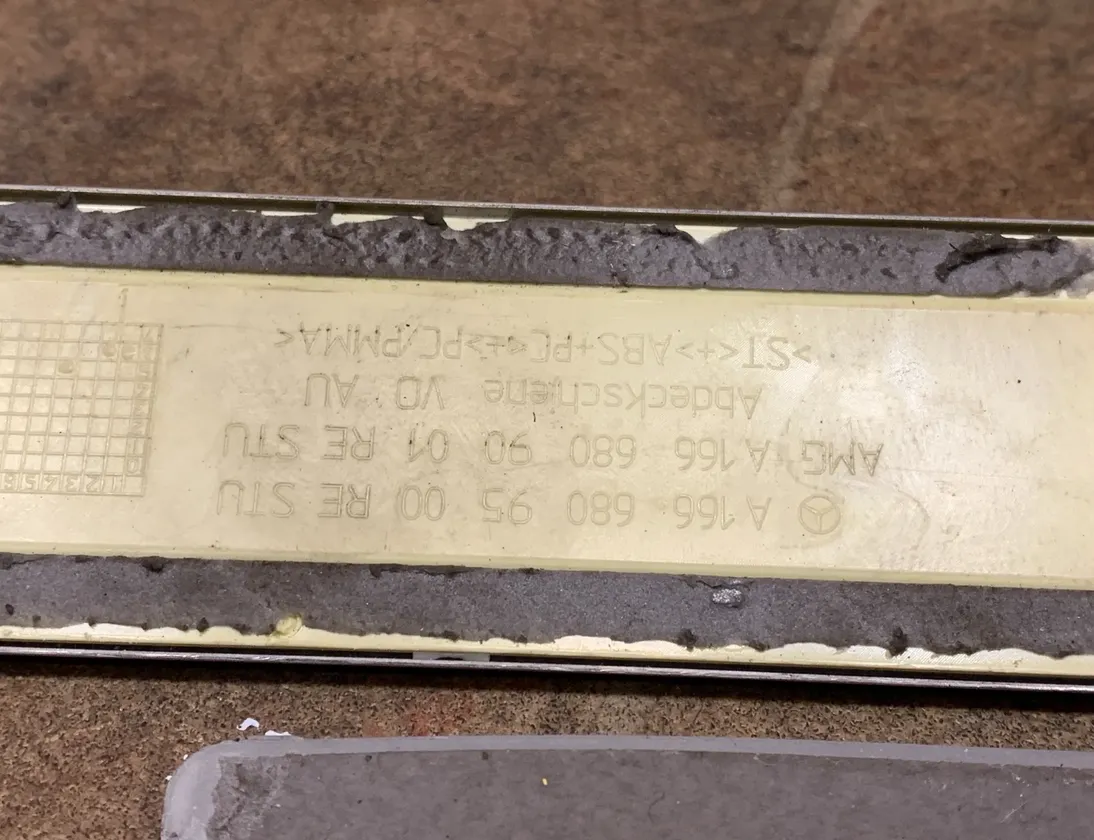 A 166 680 95 00 RE STU
AMG A 166 680 90 01 RE STU
Abdeckschiene VO AU
>ST<+>ABS+PC<+>PC/PMMA<